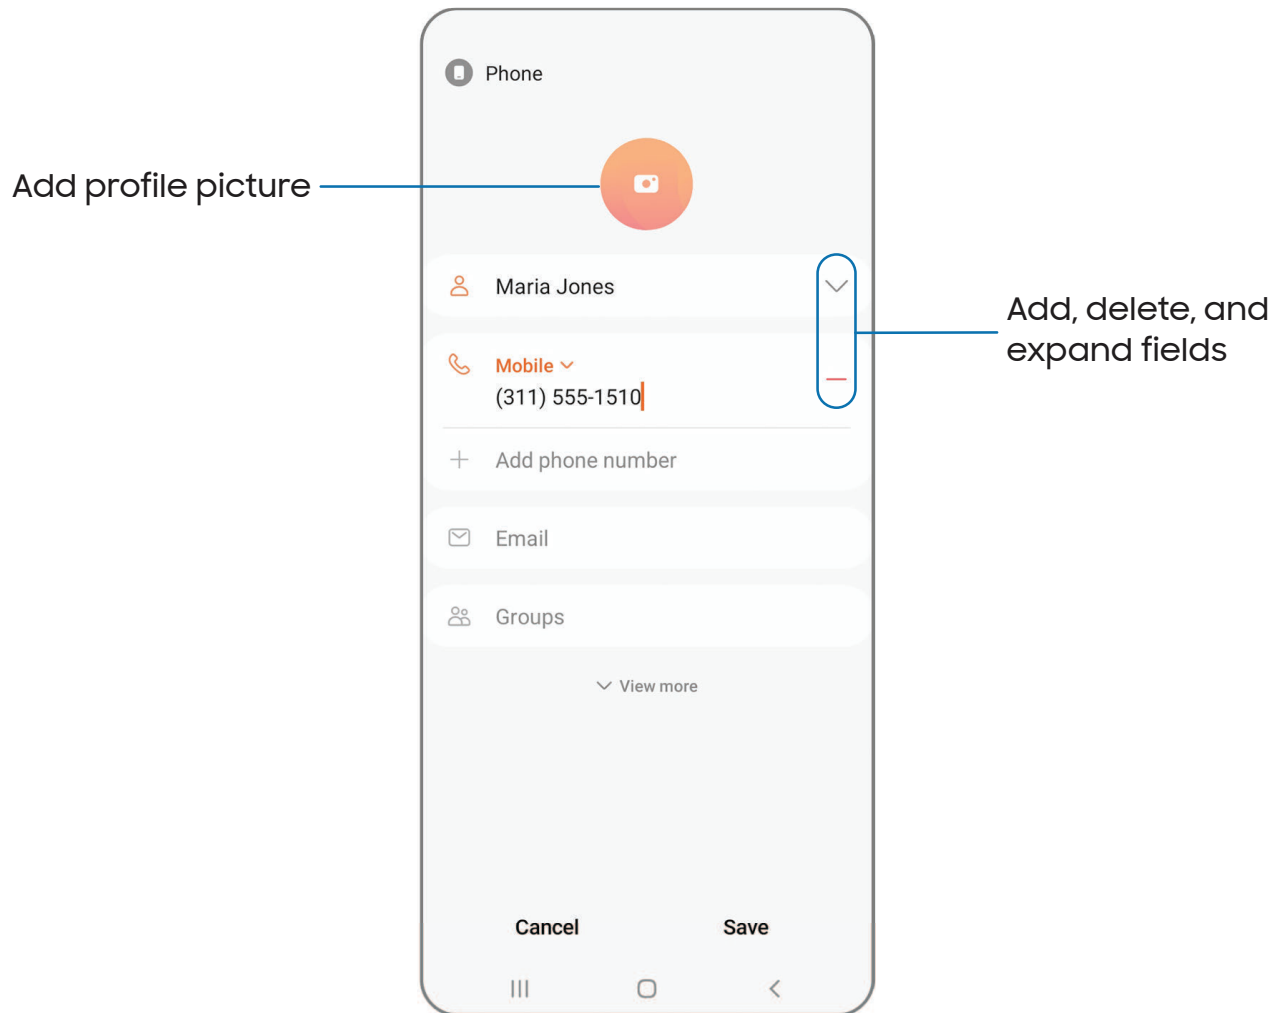 Phone
Add profile picture
Maria Jones
Add, delete, and
expand fields
Mobile
(311) 555-1510
Add phone number
Email
Groups
View more
Cancel Save